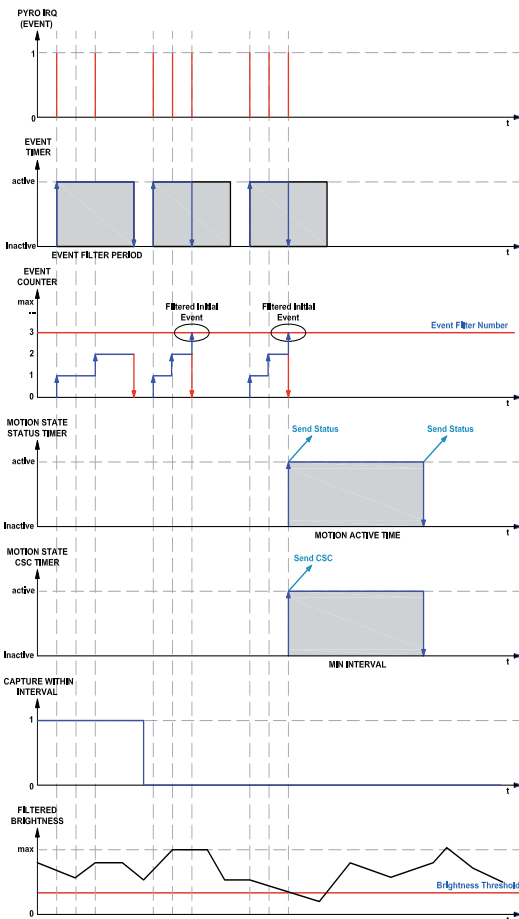 PYRO IRQ
(EVENT)
1
0
t
EVENT
TIMER
active
Inactive
EVENT FILTER PERIOD
t
EVENT
COUNTER
max
...
3
2
1
0
Filtered Initial
Event
Filtered Initial
Event
Event Filter Number
t
MOTION STATE
STATUS TIMER
active
Inactive
Send Status
Send Status
MOTION ACTIVE TIME
t
MOTION STATE
CSC TIMER
active
Inactive
Send CSC
MIN INTERVAL
t
CAPTURE WITHIN
INTERVAL
1
0
t
FILTERED
BRIGHTNESS
max
0
Brightness Threshold
t